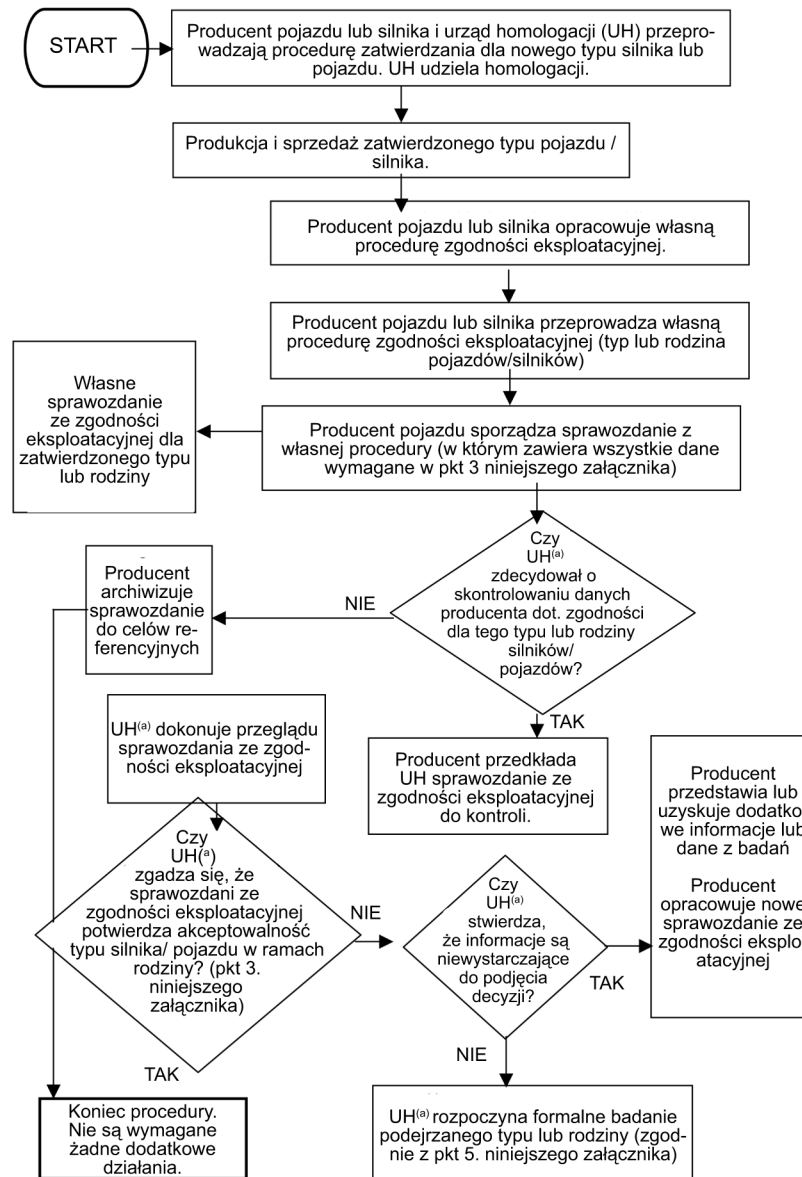 START
Producent pojazdu lub silnika i urząd homologacji (UH) przepro-
wadzają procedurę zatwierdzania dla nowego typu silnika lub
pojazdu. UH udziela homologacji.
Produkcja i sprzedaż zatwierdzonego typu pojazdu /
silnika.
Producent pojazdu lub silnika opracowuje własną
procedurę zgodności eksploatacyjnej.
Producent pojazdu lub silnika przeprowadza własną
procedurę zgodności eksploatacyjnej (typ lub rodzina
pojazdów/silników)
Własne
sprawozdanie
ze zgodności
eksploatacyjnej dla
zatwierdzonego typu
lub rodziny
Producent pojazdu sporządza sprawozdanie z
własnej procedury (w którym zawiera wszystkie dane
wymagane w pkt 3 niniejszego załącznika)
Czy
UH(a)
zdecydował o
skontrolowaniu danych
producenta dot. zgodności
dla tego typu lub rodziny
silników/
pojazdów?
NIE
Producent
archiwizuje
sprawozdanie
do celów re-
ferencyjnych
TAK
UH(a) dokonuje przeglądu
sprawozdania ze zgod-
ności eksploatacyjnej
Producent przedkłada
UH sprawozdanie ze
zgodności eksploatacyjnej
do kontroli.
Producent
przedstawia lub
uzyskuje dodatko
we informacje lub
dane z badań
Producent
opracowuje nowe
sprawozdanie ze
zgodności eksplo
atacyjnej
Czy
UH(a)
zgadza się, że
sprawozdani ze
zgodności eksploatacyjnej
potwierdza akceptowalność
typu silnika/ pojazdu w ramach
rodziny? (pkt 3.
niniejszego
załącznika)
NIE
Czy
UH(a)
stwierdza,
że informacje są
niewystarczające
do podjęcia
decyzji?
TAK
NIE
TAK
Koniec procedury.
Nie są wymagane
żadne dodatkowe
działania.
UH(a) rozpoczyna formalne badanie
podejrzanego typu lub rodziny (zgod-
nie z pkt 5. niniejszego załącznika)